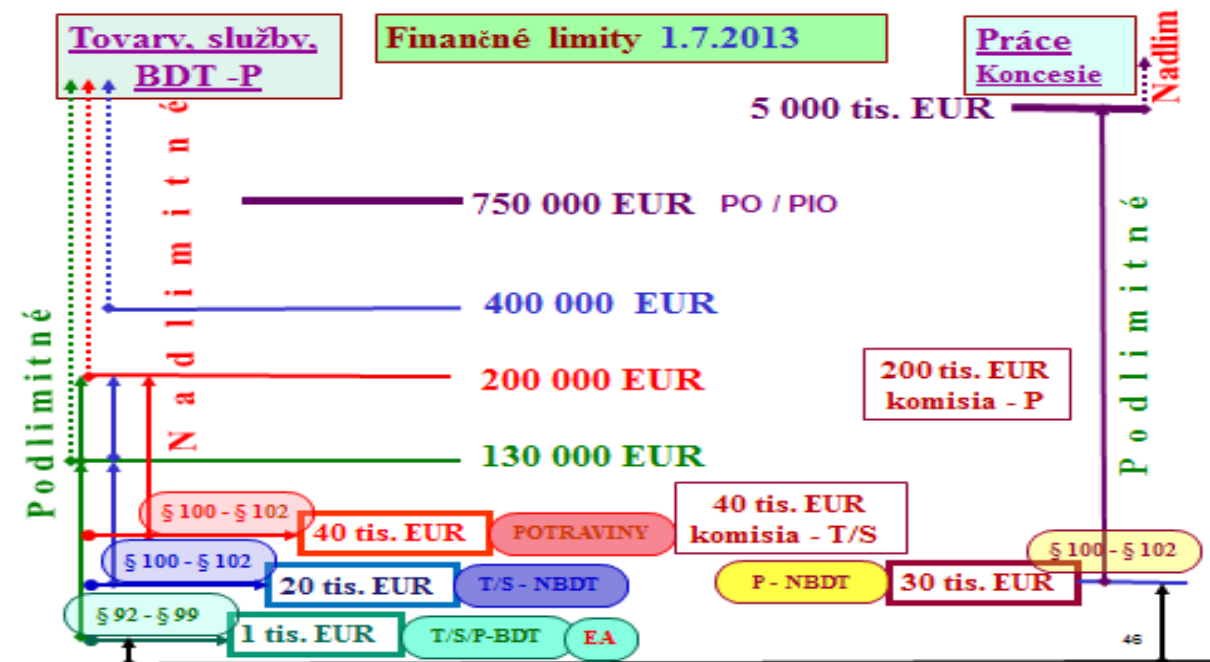 Tovary, služby,
BDT -P
Finančné limity 1.7.2013
Práce
Koncesie
Nadlim
5 000 tis. EUR
Nadlimitné
750 000 EUR PO / PIO
Podlimitné
400 000 EUR
Podlimitné
200 000 EUR
200 tis. EUR
komisia - P
130 000 EUR
§ 100 - § 102
40 tis. EUR
POTRAVINY
40 tis. EUR
komisia - T/S
§ 100 - § 102
20 tis. EUR
T/S - NBDT
P - NBDT
30 tis. EUR
§ 100 - § 102
§ 92 - § 99
1 tis. EUR
T/S/P-BDT
EA
46